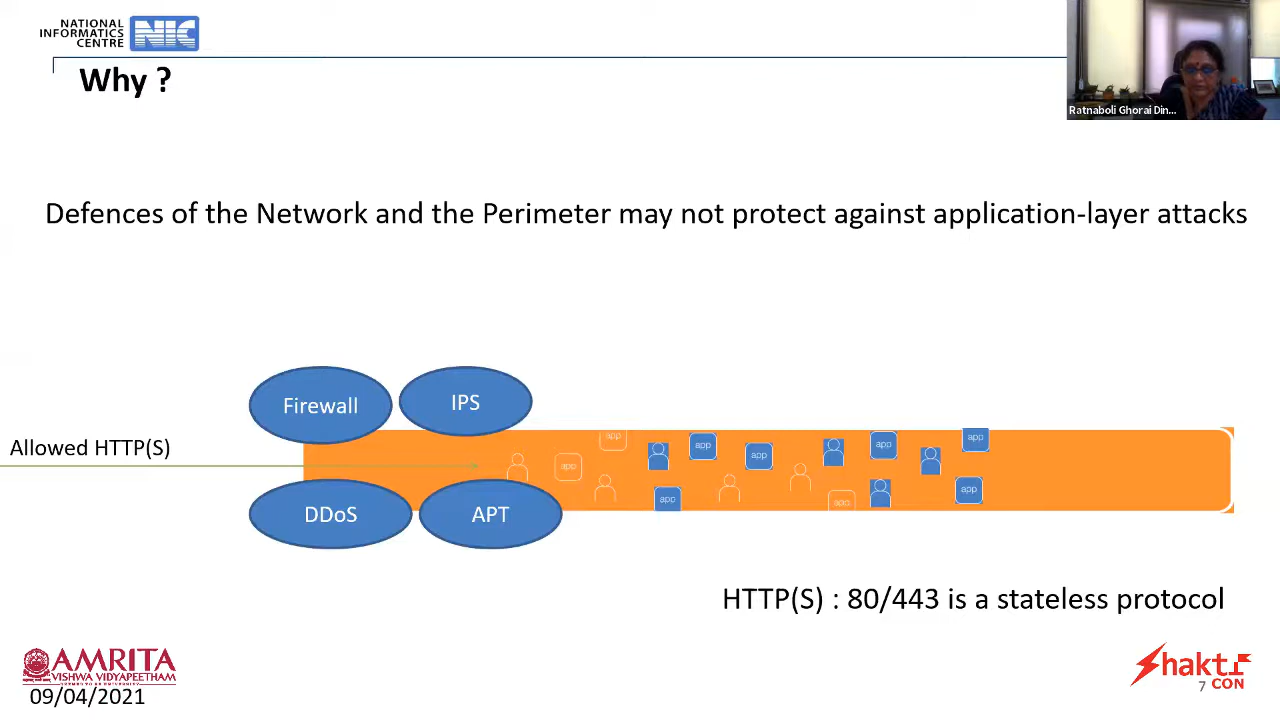 NATIONAL
INFORMATICS
CENTRE
NIC
Why ?
Ratnaboli Ghorai Din...
Defences of the Network and the Perimeter may not protect against application-layer attacks
Firewall
IPS
Allowed HTTP(S)
app
app
app
app
app
app
app
app
app
DDoS
APT
HTTP(S) : 80/443 is a stateless protocol
AMRITA
VISHWA VIDYAPEETHAM
09/04/2021
Shakti
CON
7